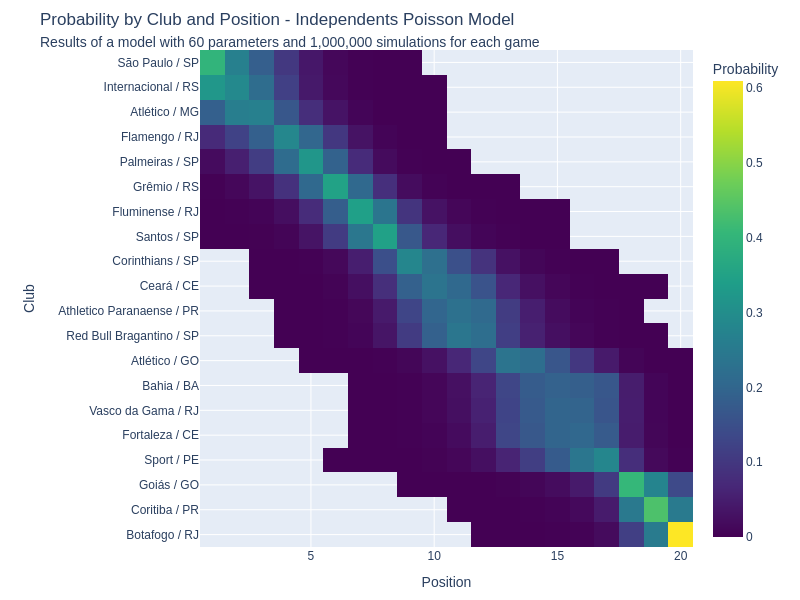 Probability by Club and Position - Independents Poisson Model
Results of a model with 60 parameters and 1,000,000 simulations for each game
Probability
São Paulo / SP
Internacional / RS
Atlético / MG
Flamengo / RJ
Palmeiras / SP
Grêmio / RS
Fluminense / RJ
Santos / SP
Corinthians / SP
Ceará / CE
Athletico Paranaense / PR
Red Bull Bragantino / SP
Atlético / GO
Bahia / BA
Vasco da Gama / RJ
Fortaleza / CE
Sport / PE
Goiás / GO
Coritiba / PR
Botafogo / RJ
Club
5
10
15
20
Position
0.6
0.5
0.4
0.3
0.2
0.1
0